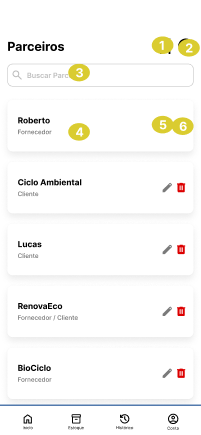 Parceiros
1
2
Buscar Parc
3
Roberto
Fornecedor
4
5
6
Ciclo Ambiental
Cliente
Lucas
Cliente
RenovaEco
Fornecedor / Cliente
BioCiclo
Fornecedor
Início
Estoque
Histórico
Conta